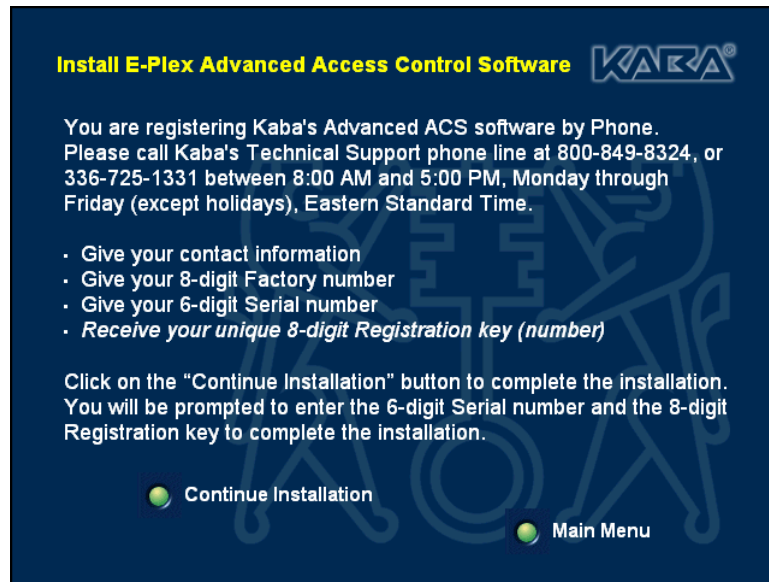 Install E-Plex Advanced Access Control Software KABA®
You are registering Kaba's Advanced ACS software by Phone.
Please call Kaba's Technical Support phone line at 800-849-8324, or
336-725-1331 between 8:00 AM and 5:00 PM, Monday through
Friday (except holidays), Eastern Standard Time.
· Give your contact information
· Give your 8-digit Factory number
· Give your 6-digit Serial number
· Receive your unique 8-digit Registration key (number)
Click on the “Continue Installation” button to complete the installation.
You will be prompted to enter the 6-digit Serial number and the 8-digit
Registration key to complete the installation.
Continue Installation
Main Menu